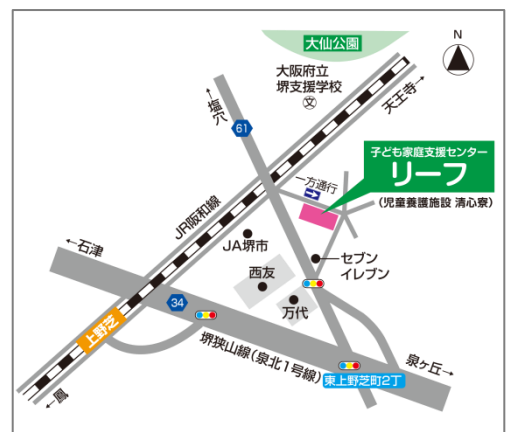 大仙公園
N
大阪府立
堺支援学校
文
←塩穴
天王寺→
61
子ども家庭支援センター
リーフ
(児童養護施設 清心寮)
一方通行
JR阪和線
JA堺市
セブン
イレブン
←石津
西友
万代
34
上野芝
堺狭山線(泉北1号線)
泉ヶ丘→
東上野芝町2丁
←鳳